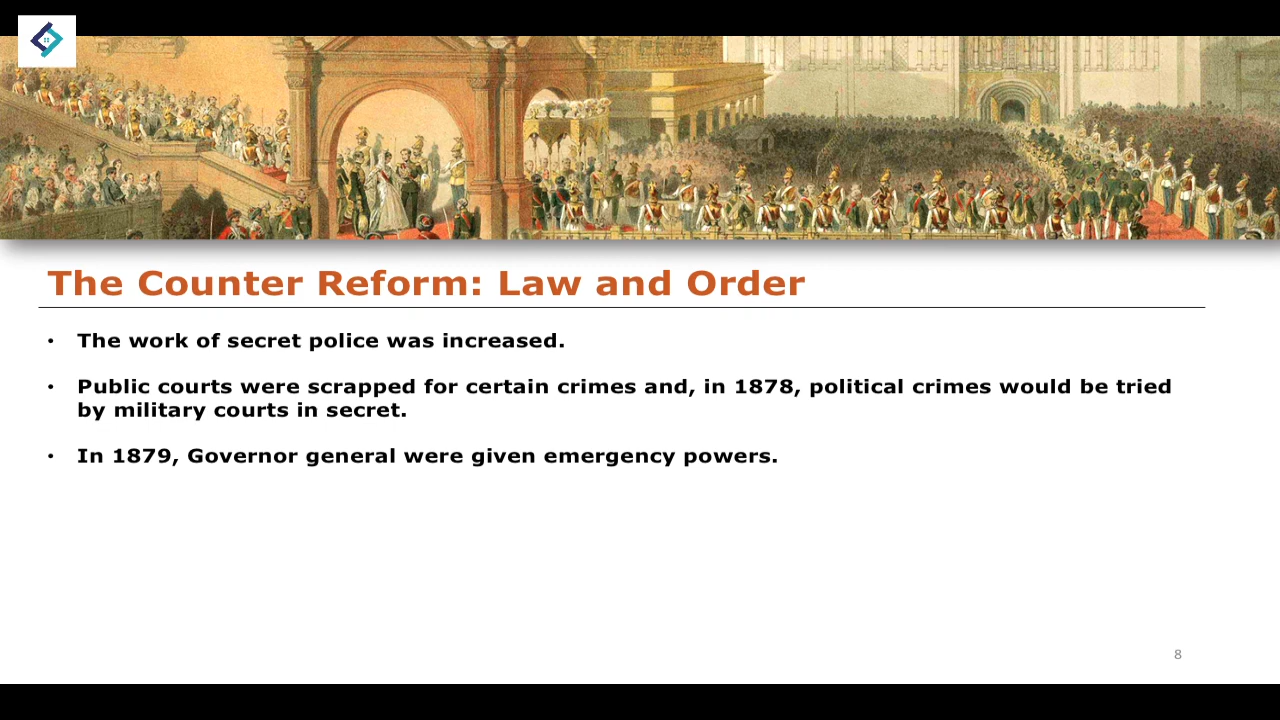 The Counter Reform: Law and Order
• The work of secret police was increased.
• Public courts were scrapped for certain crimes and, in 1878, political crimes would be tried
by military courts in secret.
• In 1879, Governor general were given emergency powers.
8